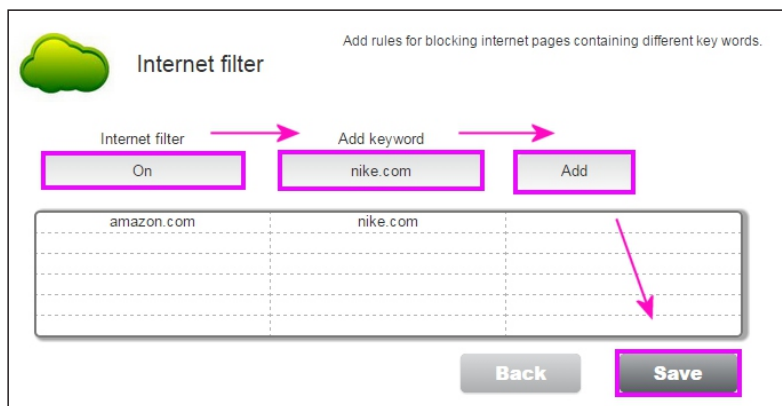 Add rules for blocking internet pages containing different key words.
Internet filter
Internet filter Add keyword
On nike.com Add
amazon.com nike.com
Back Save